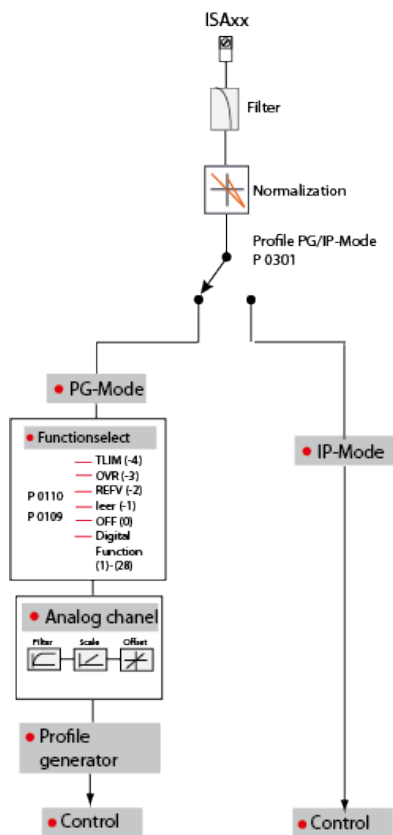 ISAxx
Filter
Normalization
Profile PG/IP-Mode
P 0301
PG-Mode
IP-Mode
Functionselect
TLIM (-4)
OVR (-3)
REFV (-2)
leer (-1)
OFF (0)
Digital
Function
(1)-(28)
P 0110
P 0109
Analog chanel
Filter Scale Offset
Profile
generator
Control
Control